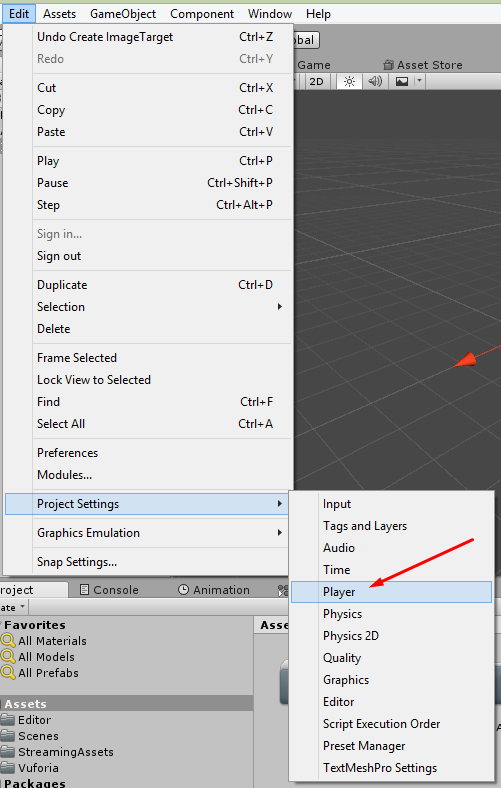 Edit Assets GameObject Component Window Help
Undo Create ImageTarget Ctrl+Z
Redo Ctrl+Y
Cut Ctrl+X
Copy Ctrl+C
Paste Ctrl+V
Play Ctrl+P
Pause Ctrl+Shift+P
Step Ctrl+Alt+P
Sign in...
Sign out
Duplicate Ctrl+D
Selection
Delete
Frame Selected
Lock View to Selected
Find Ctrl+F
Select All Ctrl+A
Preferences
Modules...
Project Settings
Graphics Emulation
Snap Settings...
bal
Game Asset Store
2D
Input
Tags and Layers
Audio
Time
Player
Physics
Physics 2D
Quality
Graphics
Editor
Script Execution Order
Preset Manager
TextMeshPro Settings
roject Console Animation
ate
Favorites
All Materials
All Models
All Prefabs
Assets
Editor
Scenes
StreamingAssets
Vuforia
Packages
Asse